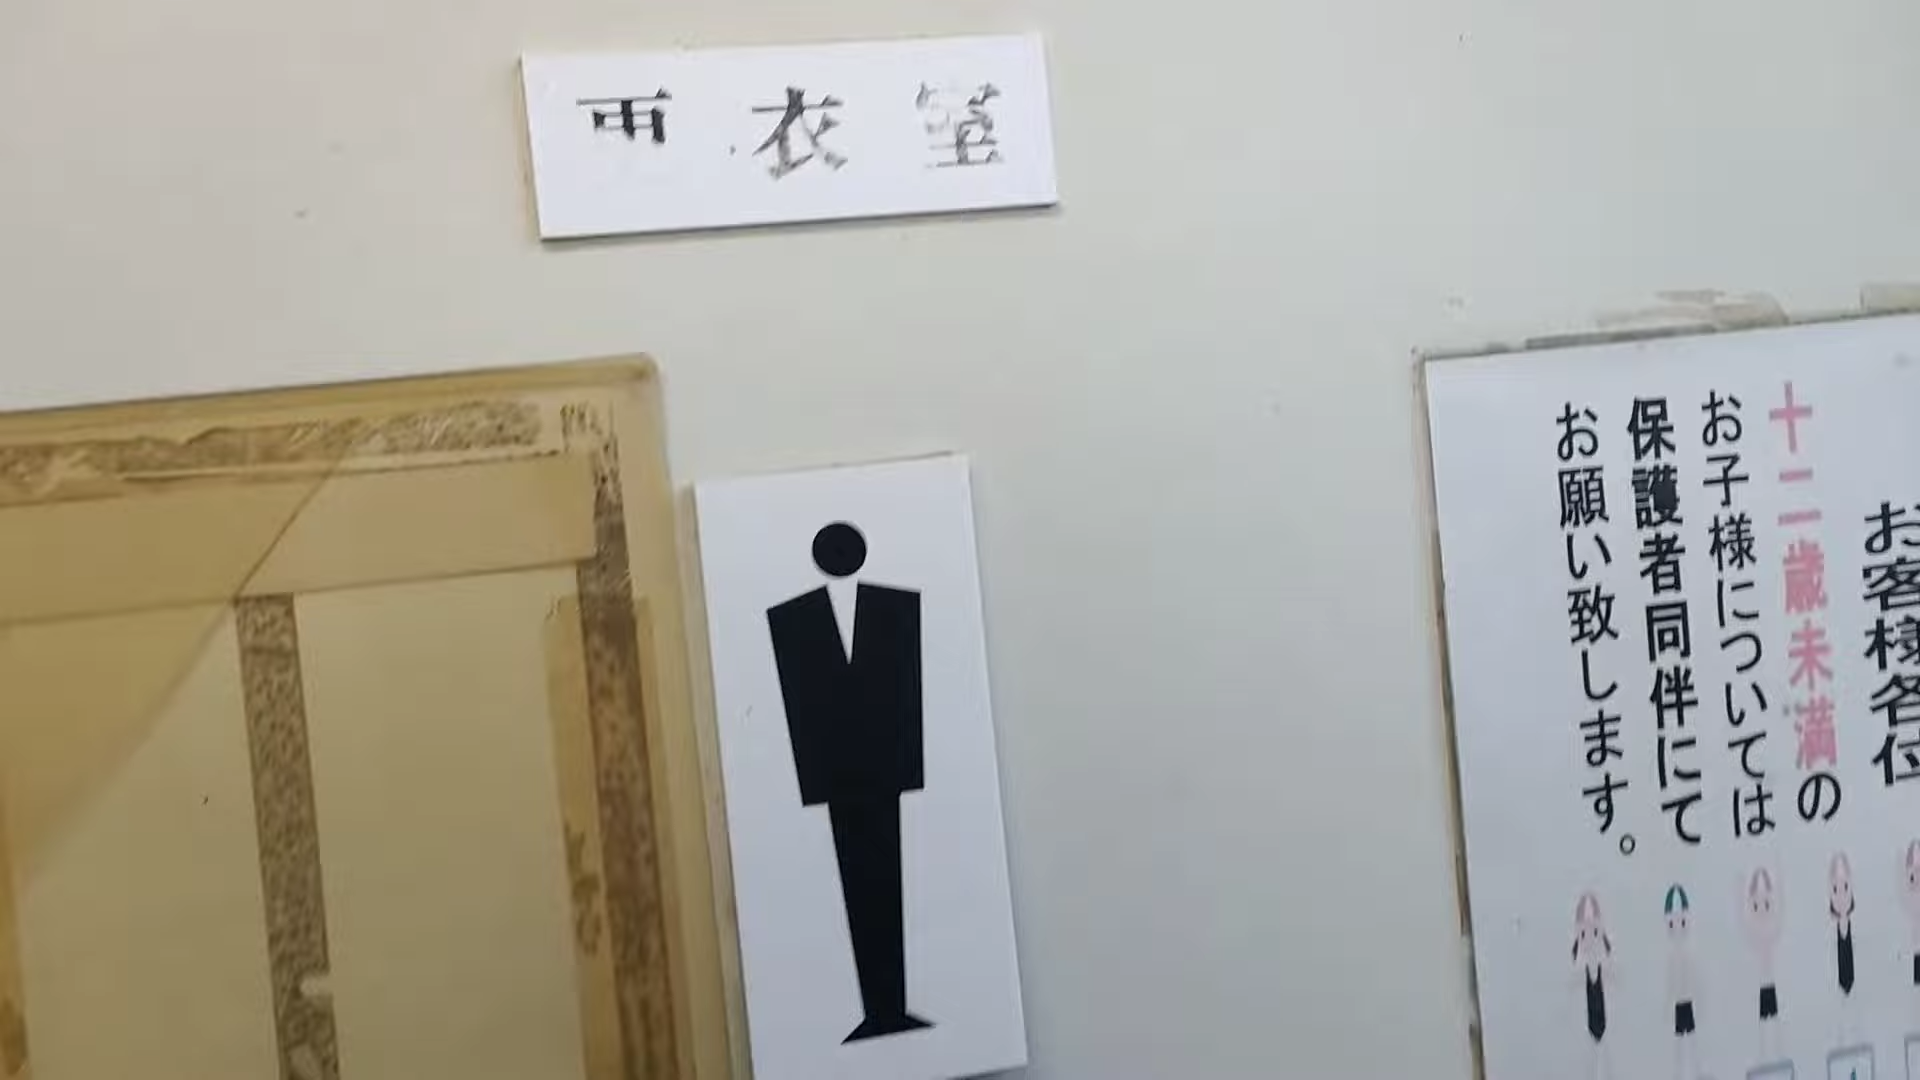 更衣室
お客様各位
十二歳未満の
お子様については
保護者同伴にて
お願い致します。